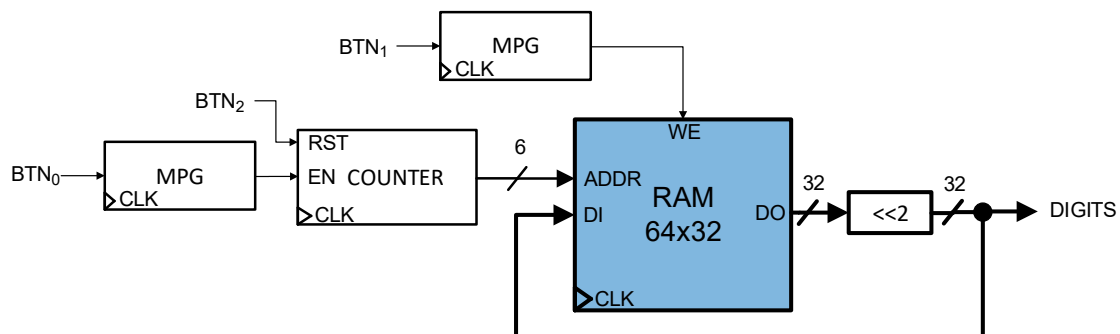 BTN1
MPG
CLK
BTN2
BTN0
MPG
CLK
RST
EN COUNTER
CLK
6
WE
ADDR
DI
RAM
64x32
DO
CLK
32
<<2
32
DIGITS